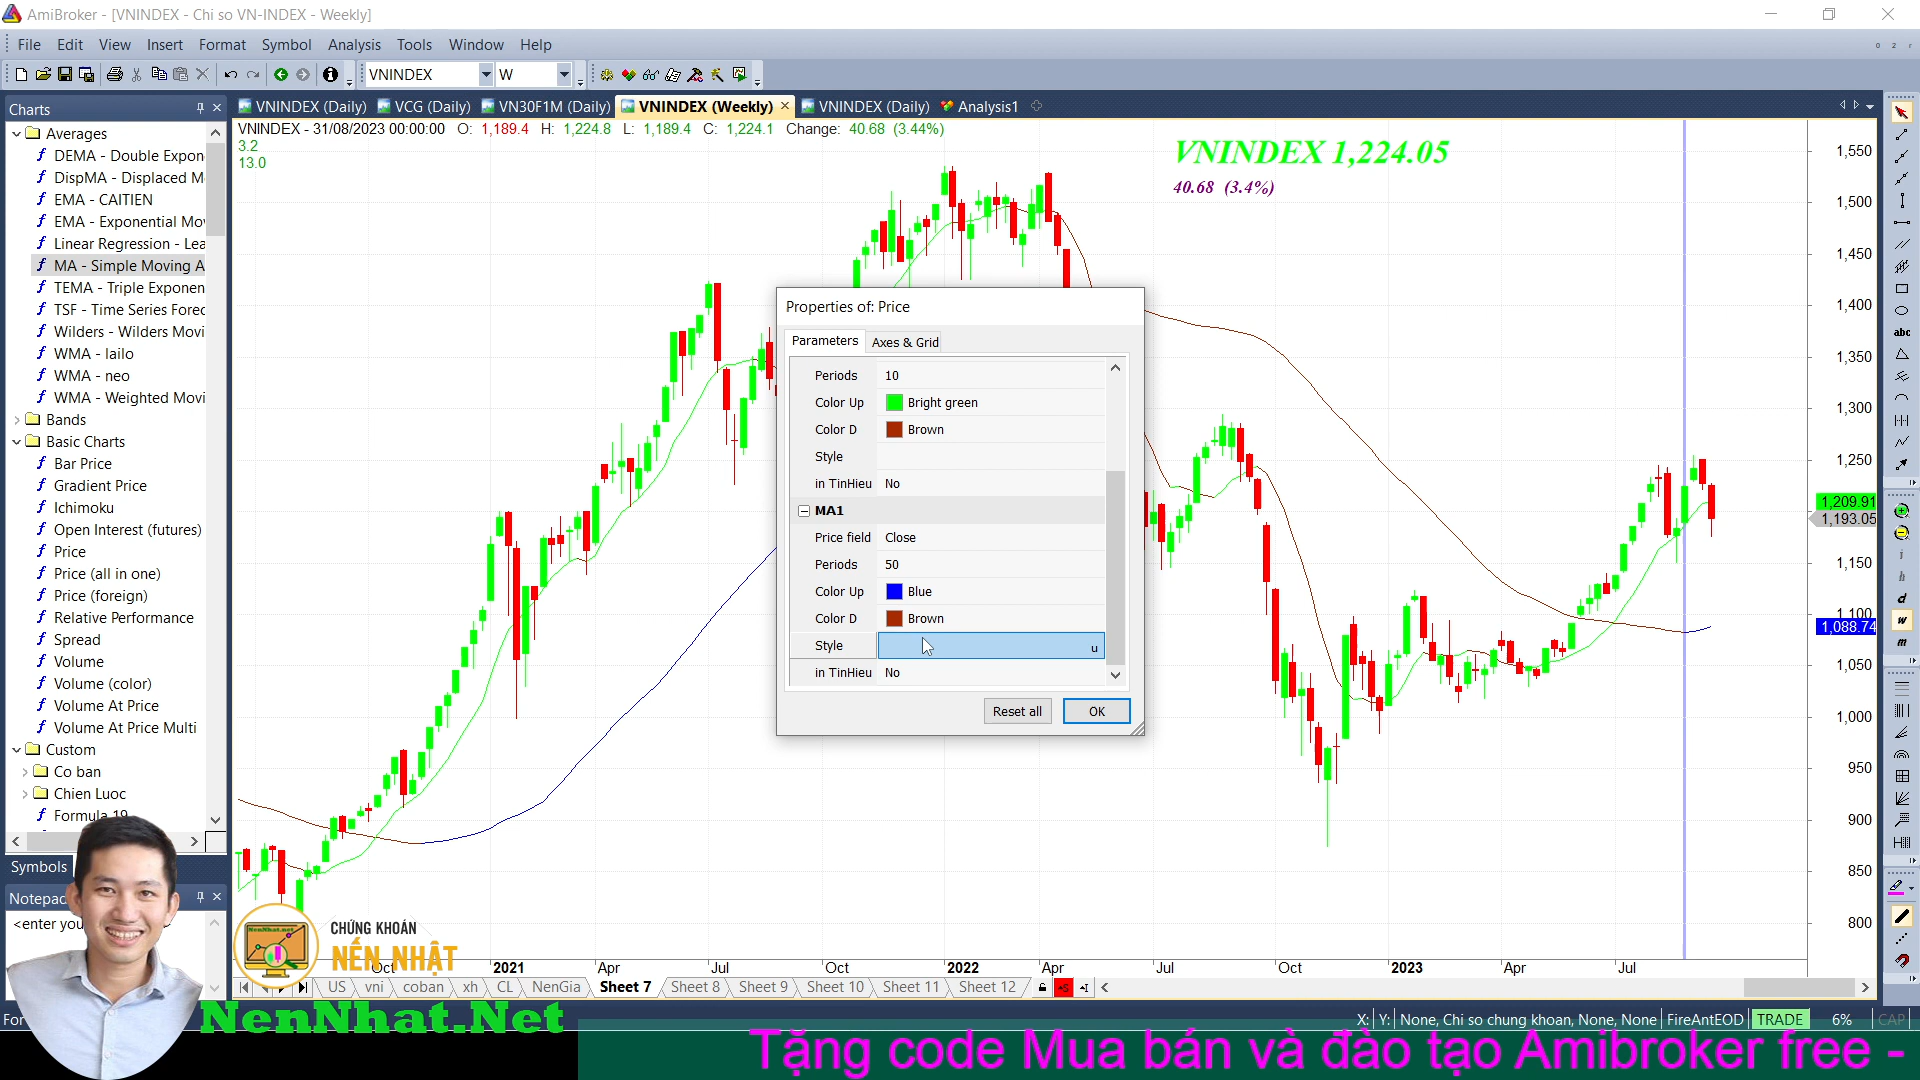 AmiBroker - [VNINDEX - Chi so VN-INDEX - Weekly]
File Edit View Insert Format Symbol Analysis Tools Window Help
VNINDEX W
Charts
VNINDEX (Daily) VCG (Daily) VN30F1M (Daily) VNINDEX (Weekly) VNINDEX (Daily) Analysis1
VNINDEX - 31/08/2023 00:00:00 O: 1,189.4 H: 1,224.8 L: 1,189.4 C: 1,224.1 Change: 40.68 (3.44%)
3.2
13.0
VNINDEX 1,224.05
40.68 (3.4%)
Averages
DEMA - Double Expon
DispMA - Displaced M
EMA - CAITIEN
EMA - Exponential Mov
Linear Regression - Lea
MA - Simple Moving A
TEMA - Triple Exponen
TSF - Time Series Forec
Wilders - Wilders Movi
WMA - lailo
WMA - neo
WMA - Weighted Movi
Bands
Basic Charts
Bar Price
Gradient Price
Ichimoku
Open Interest (futures)
Price
Price (all in one)
Price (foreign)
Relative Performance
Spread
Volume
Volume (color)
Volume At Price
Volume At Price Multi
Custom
Co ban
Chien Luoc
Formula 19
Symbols
Notepad
<enter you
For
Properties of: Price
Parameters Axes & Grid
Periods 10
Color Up Bright green
Color D Brown
Style
in TinHieu No
MA1
Price field Close
Periods 50
Color Up Blue
Color D Brown
Style u
in TinHieu No
Reset all OK
1,550
1,500
1,450
1,400
1,350
1,300
1,250
1,209.91
1,193.05
1,150
1,100
1,088.74
1,050
1,000
950
900
850
800
abc
i
h
d
w
m
Oct 2021 Apr Jul Oct 2022 Apr Jul Oct 2023 Apr Jul
US vni coban xh CL NenGia Sheet 7 Sheet 8 Sheet 9 Sheet 10 Sheet 11 Sheet 12
X: Y: None, Chi so chung khoan, None, None FireAntEOD TRADE 6% CAP
NenNhat.net
CHỨNG KHOÁN
NẾN NHẬT
NenNhat.Net
Tặng code Mua bán và đào tạo Amibroker free -